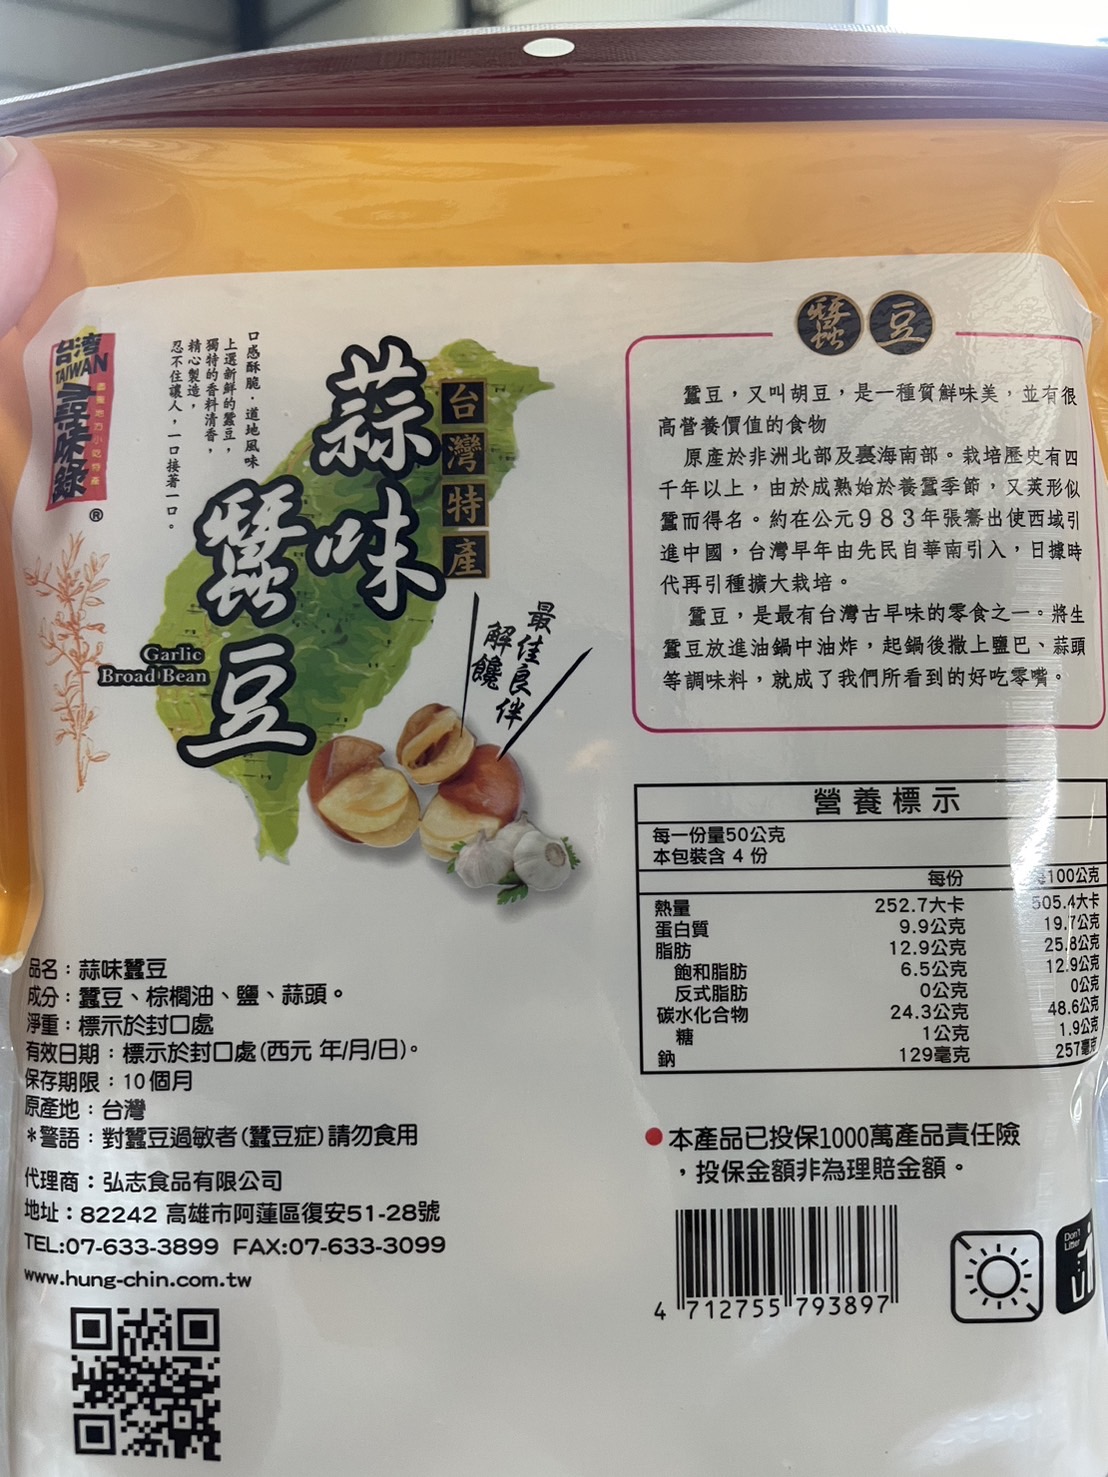 台灣
TAIWAN
尋味錄
®
口感酥脆．道地風味
上選新鮮的蠶豆，
獨特的香料清香，
精心製造，
忍不住讓人，一口接著一口。
台灣特產
蒜味
蠶豆
Garlic
Broad Bean
最佳良伴
解饞
蠶豆
蠶豆，又叫胡豆，是一種質鮮味美，並有很
高營養價值的食物
原產於非洲北部及裏海南部。栽培歷史有四
千年以上，由於成熟始於養蠶季節，又莢形似
蠶而得名。約在公元983年張騫出使西域引
進中國，台灣早年由先民自華南引入，日據時
代再引種擴大栽培。
蠶豆，是最有台灣古早味的零食之一。將生
蠶豆放進油鍋中油炸，起鍋後撒上鹽巴、蒜頭
等調味料，就成了我們所看到的好吃零嘴。
營養標示
每一份量50公克
本包裝含 4 份
每份 每100公克
熱量 252.7大卡 505.4大卡
蛋白質 9.9公克 19.7公克
脂肪 12.9公克 25.8公克
飽和脂肪 6.5公克 12.9公克
反式脂肪 0公克 0公克
碳水化合物 24.3公克 48.6公克
糖 1公克 1.9公克
鈉 129毫克 257毫克
品名：蒜味蠶豆
成分：蠶豆、棕櫚油、鹽、蒜頭。
淨重：標示於封口處
有效日期：標示於封口處(西元 年/月/日)。
保存期限：10個月
原產地：台灣
*警語：對蠶豆過敏者(蠶豆症)請勿食用
代理商：弘志食品有限公司
地址：82242 高雄市阿蓮區復安51-28號
TEL:07-633-3899 FAX:07-633-3099
www.hung-chin.com.tw
●本產品已投保1000萬產品責任險
，投保金額非為理賠金額。
4 712755 793897
Don't
Litter